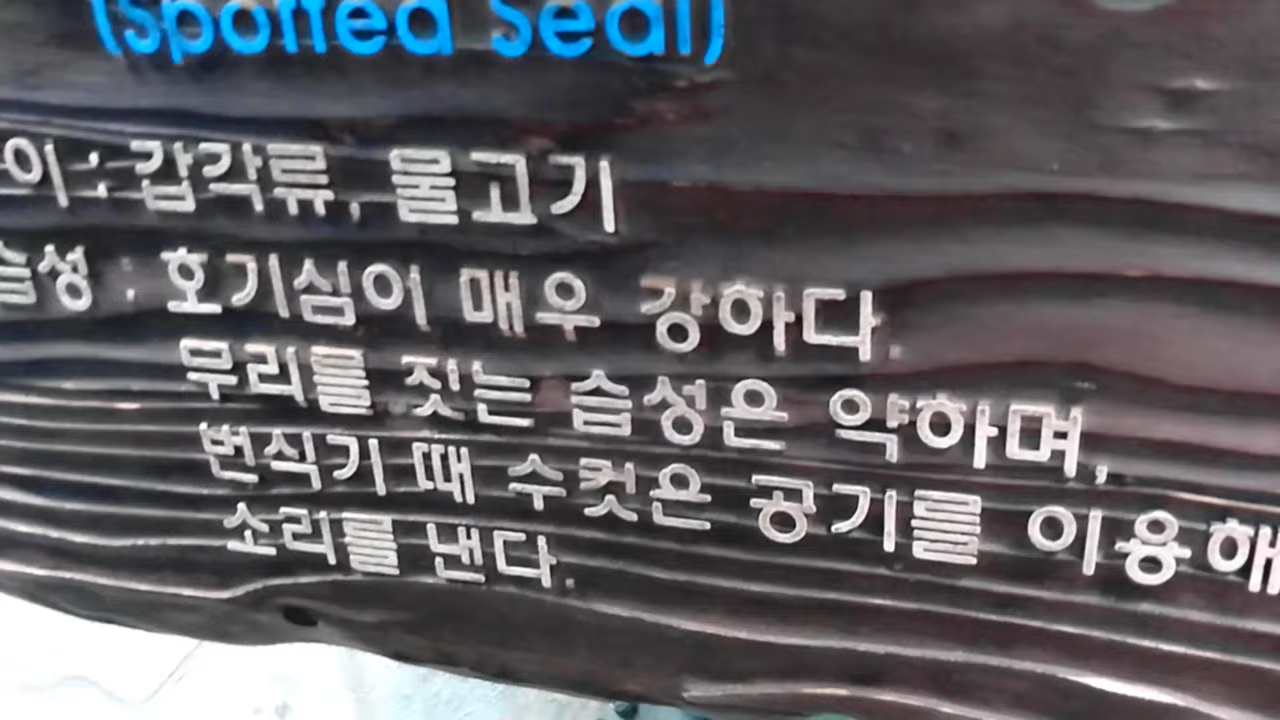 (Spotted Seal)
이 : 갑각류, 물고기
습성 : 호기심이 매우 강하다.
무리를 짓는 습성은 약하며,
번식기 때 수컷은 공기를 이용해
소리를 낸다.